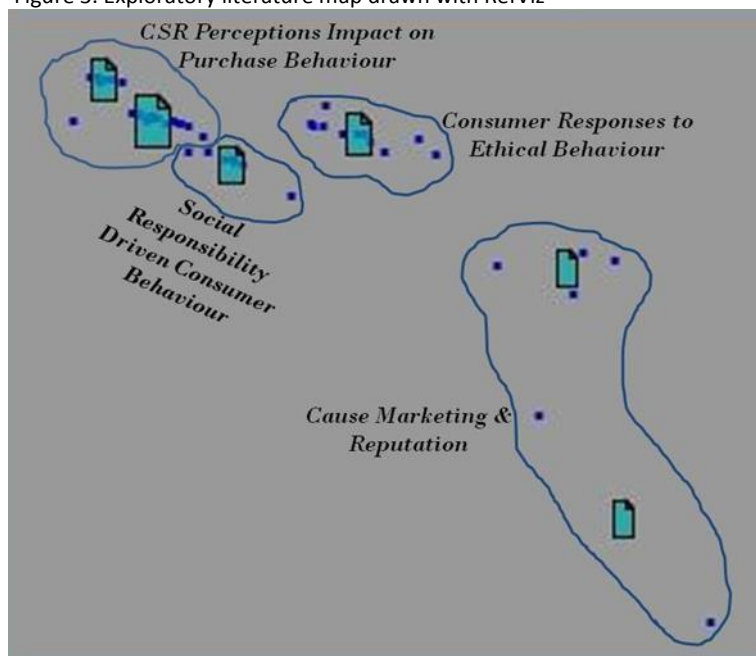 Figure 3: Exploratory literature map drawn with RefViz
CSR Perceptions Impact on
Purchase Behaviour
Consumer Responses to
Ethical Behaviour
Social
Responsibility
Driven Consumer
Behaviour
Cause Marketing &
Reputation